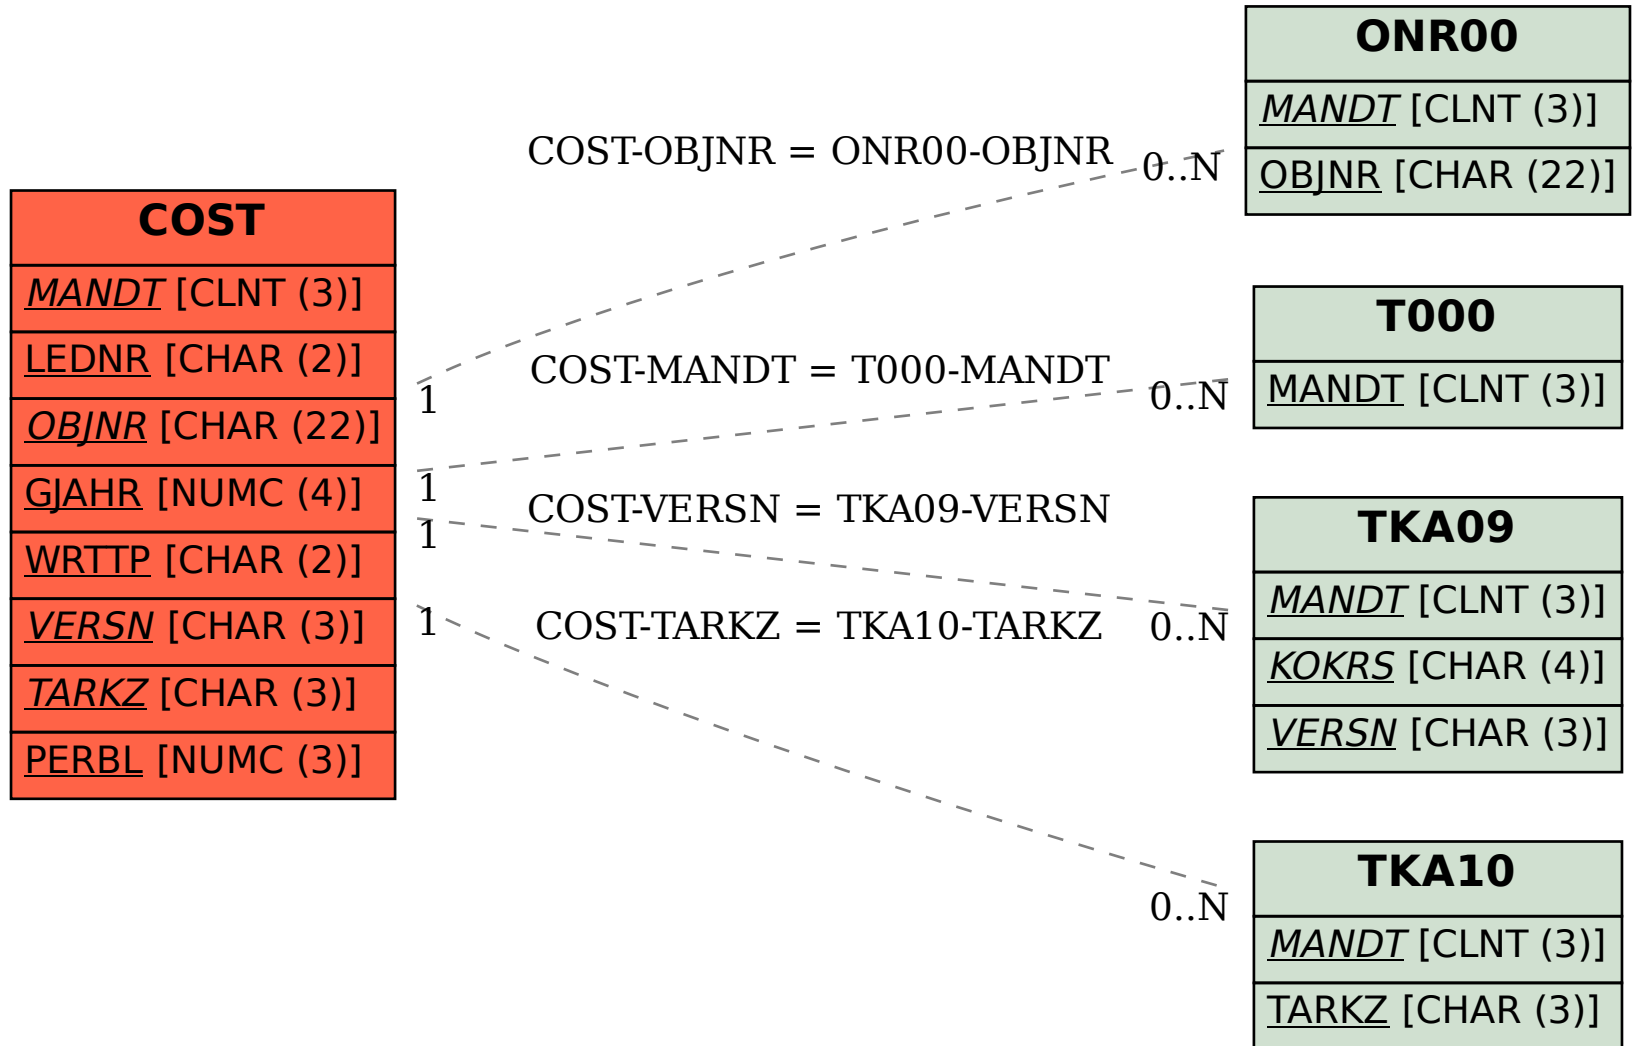 COST
MANDT [CLNT (3)]
LEDNR [CHAR (2)]
OBJNR [CHAR (22)]
GJAHR [NUMC (4)]
WRTTP [CHAR (2)]
VERSN [CHAR (3)]
TARKZ [CHAR (3)]
PERBL [NUMC (3)]
COST-OBJNR = ONR00-OBJNR
0..N
1
COST-MANDT = T000-MANDT
0..N
1
COST-VERSN = TKA09-VERSN
1
0..N
COST-TARKZ = TKA10-TARKZ
1
0..N
ONR00
MANDT [CLNT (3)]
OBJNR [CHAR (22)]
T000
MANDT [CLNT (3)]
TKA09
MANDT [CLNT (3)]
KOKRS [CHAR (4)]
VERSN [CHAR (3)]
TKA10
MANDT [CLNT (3)]
TARKZ [CHAR (3)]